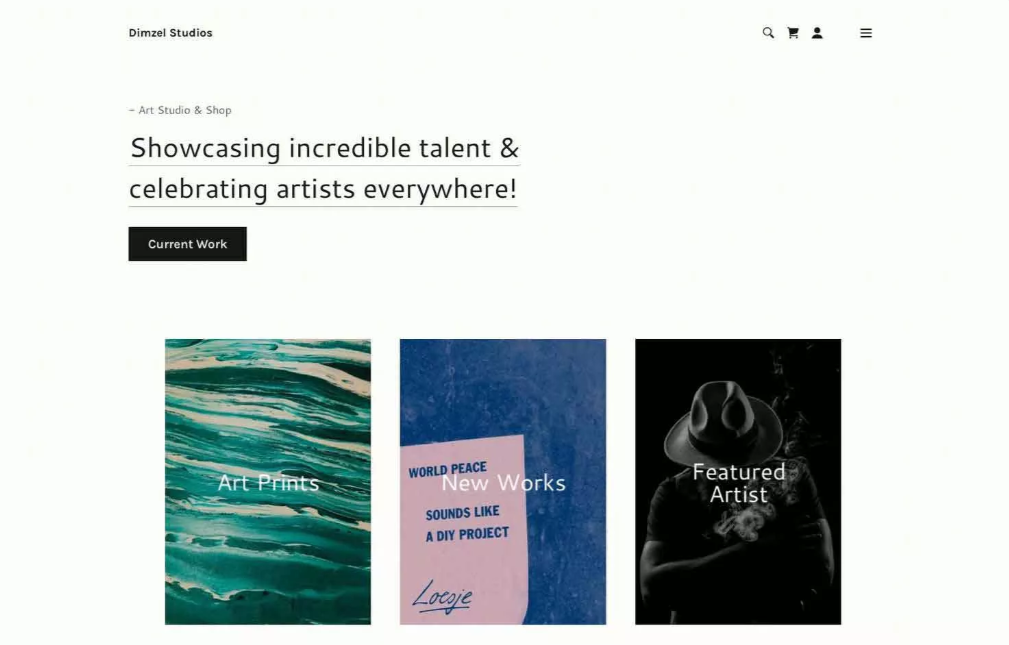 Dimzel Studios
– Art Studio & Shop
Showcasing incredible talent &
celebrating artists everywhere!
Current Work
Art Prints
WORLD PEACE
New Works
SOUNDS LIKE
A DIY PROJECT
Loesje
Featured
Artist